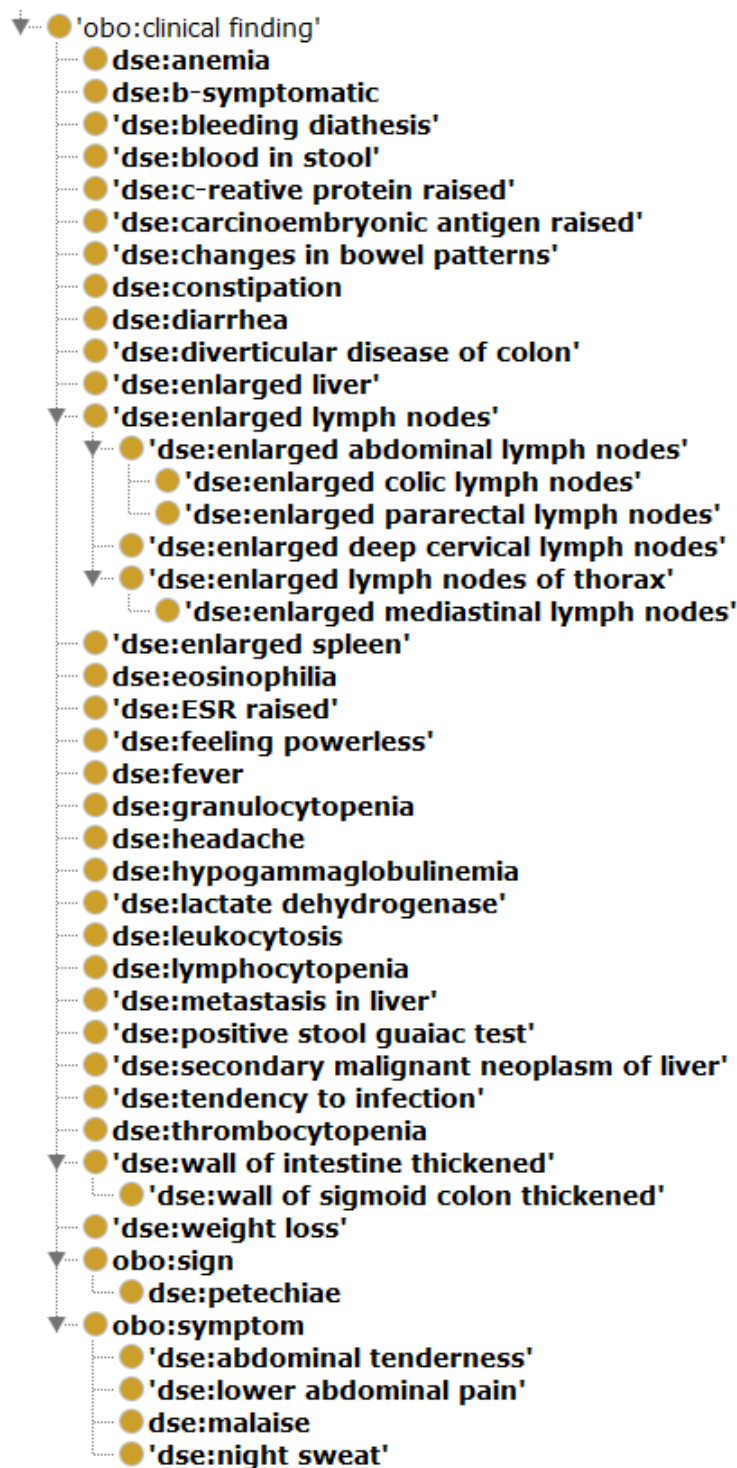 'obo:clinical finding'
dse:anemia
dse:b-symptomatic
'dse:bleeding diathesis'
'dse:blood in stool'
'dse:c-reative protein raised'
'dse:carcinoembryonic antigen raised'
'dse:changes in bowel patterns'
dse:constipation
dse:diarrhea
'dse:diverticular disease of colon'
'dse:enlarged liver'
'dse:enlarged lymph nodes'
'dse:enlarged abdominal lymph nodes'
'dse:enlarged colic lymph nodes'
'dse:enlarged pararectal lymph nodes'
'dse:enlarged deep cervical lymph nodes'
'dse:enlarged lymph nodes of thorax'
'dse:enlarged mediastinal lymph nodes'
'dse:enlarged spleen'
dse:eosinophilia
'dse:ESR raised'
'dse:feeling powerless'
dse:fever
dse:granulocytopenia
dse:headache
dse:hypogammaglobulinemia
'dse:lactate dehydrogenase'
dse:leukocytosis
dse:lymphocytopenia
'dse:metastasis in liver'
'dse:positive stool guaiac test'
'dse:secondary malignant neoplasm of liver'
'dse:tendency to infection'
dse:thrombocytopenia
'dse:wall of intestine thickened'
'dse:wall of sigmoid colon thickened'
'dse:weight loss'
obo:sign
dse:petechiae
obo:symptom
'dse:abdominal tenderness'
'dse:lower abdominal pain'
dse:malaise
'dse:night sweat'